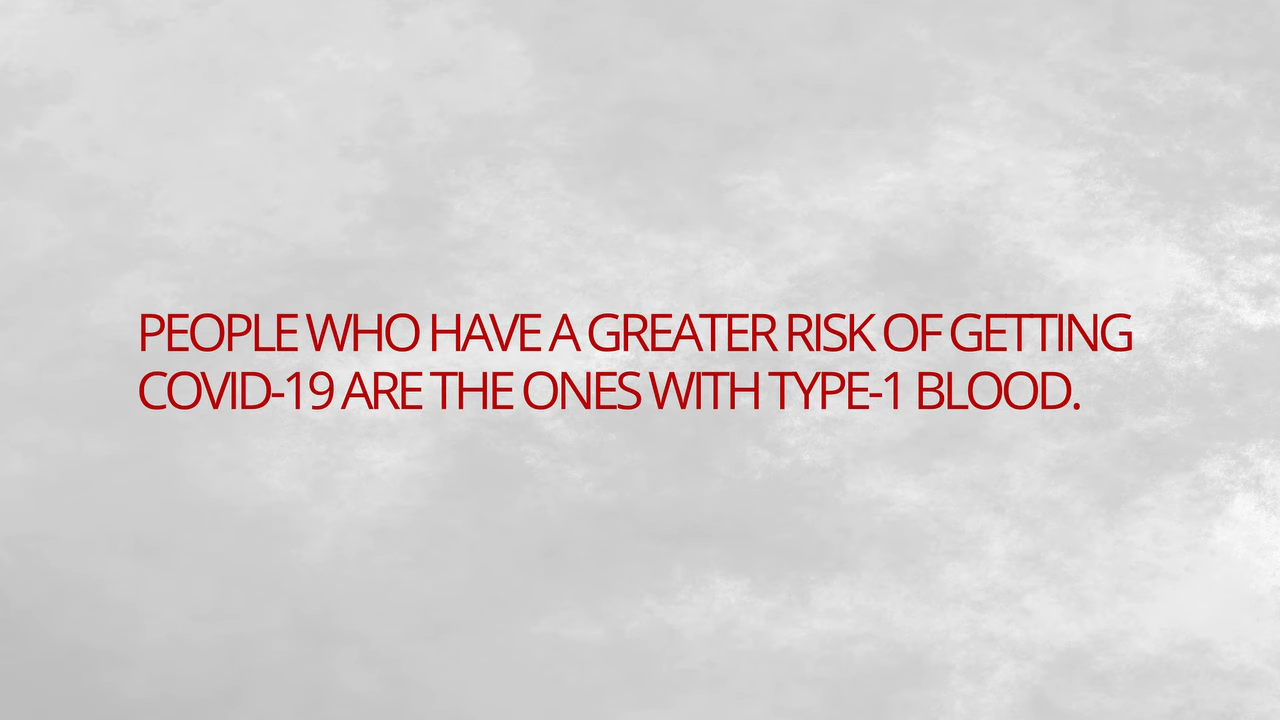 PEOPLE WHO HAVE A GREATER RISK OF GETTING
COVID-19 ARE THE ONES WITH TYPE-1 BLOOD.